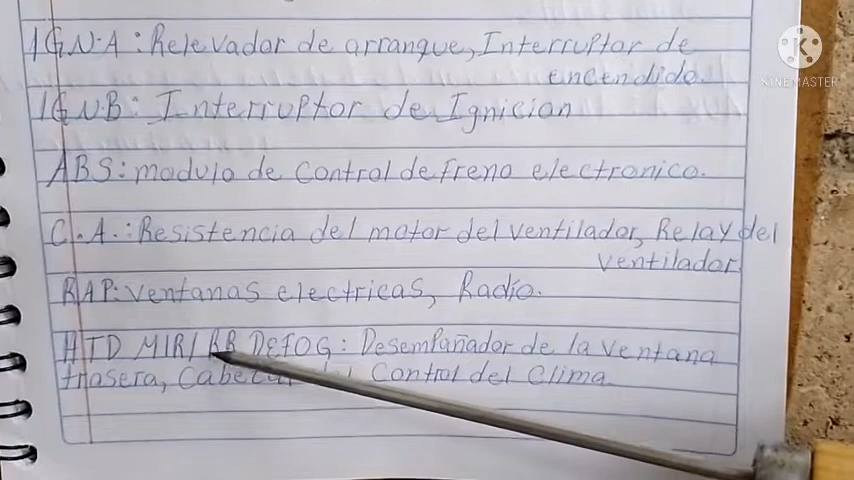 IGN.A: Relevador de arranque, Interruptor de
encendido.
IGN.B: Interruptor de Ignician
ABS: modulo de control de freno electronico.
C.A.: Resistencia del motor del ventilador, Relay del
ventilador.
RAP: ventanas electricas, Radio.
HTD MIR/RR DEFOG: Desempañador de la ventana
trasera, Control del clima
KINEMASTER